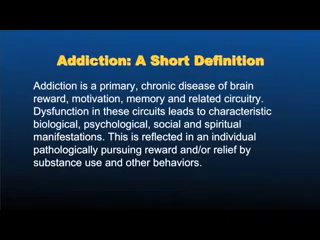 Addiction: A Short Definition
Addiction is a primary, chronic disease of brain
reward, motivation, memory and related circuitry.
Dysfunction in these circuits leads to characteristic
biological, psychological, social and spiritual
manifestations. This is reflected in an individual
pathologically pursuing reward and/or relief by
substance use and other behaviors.